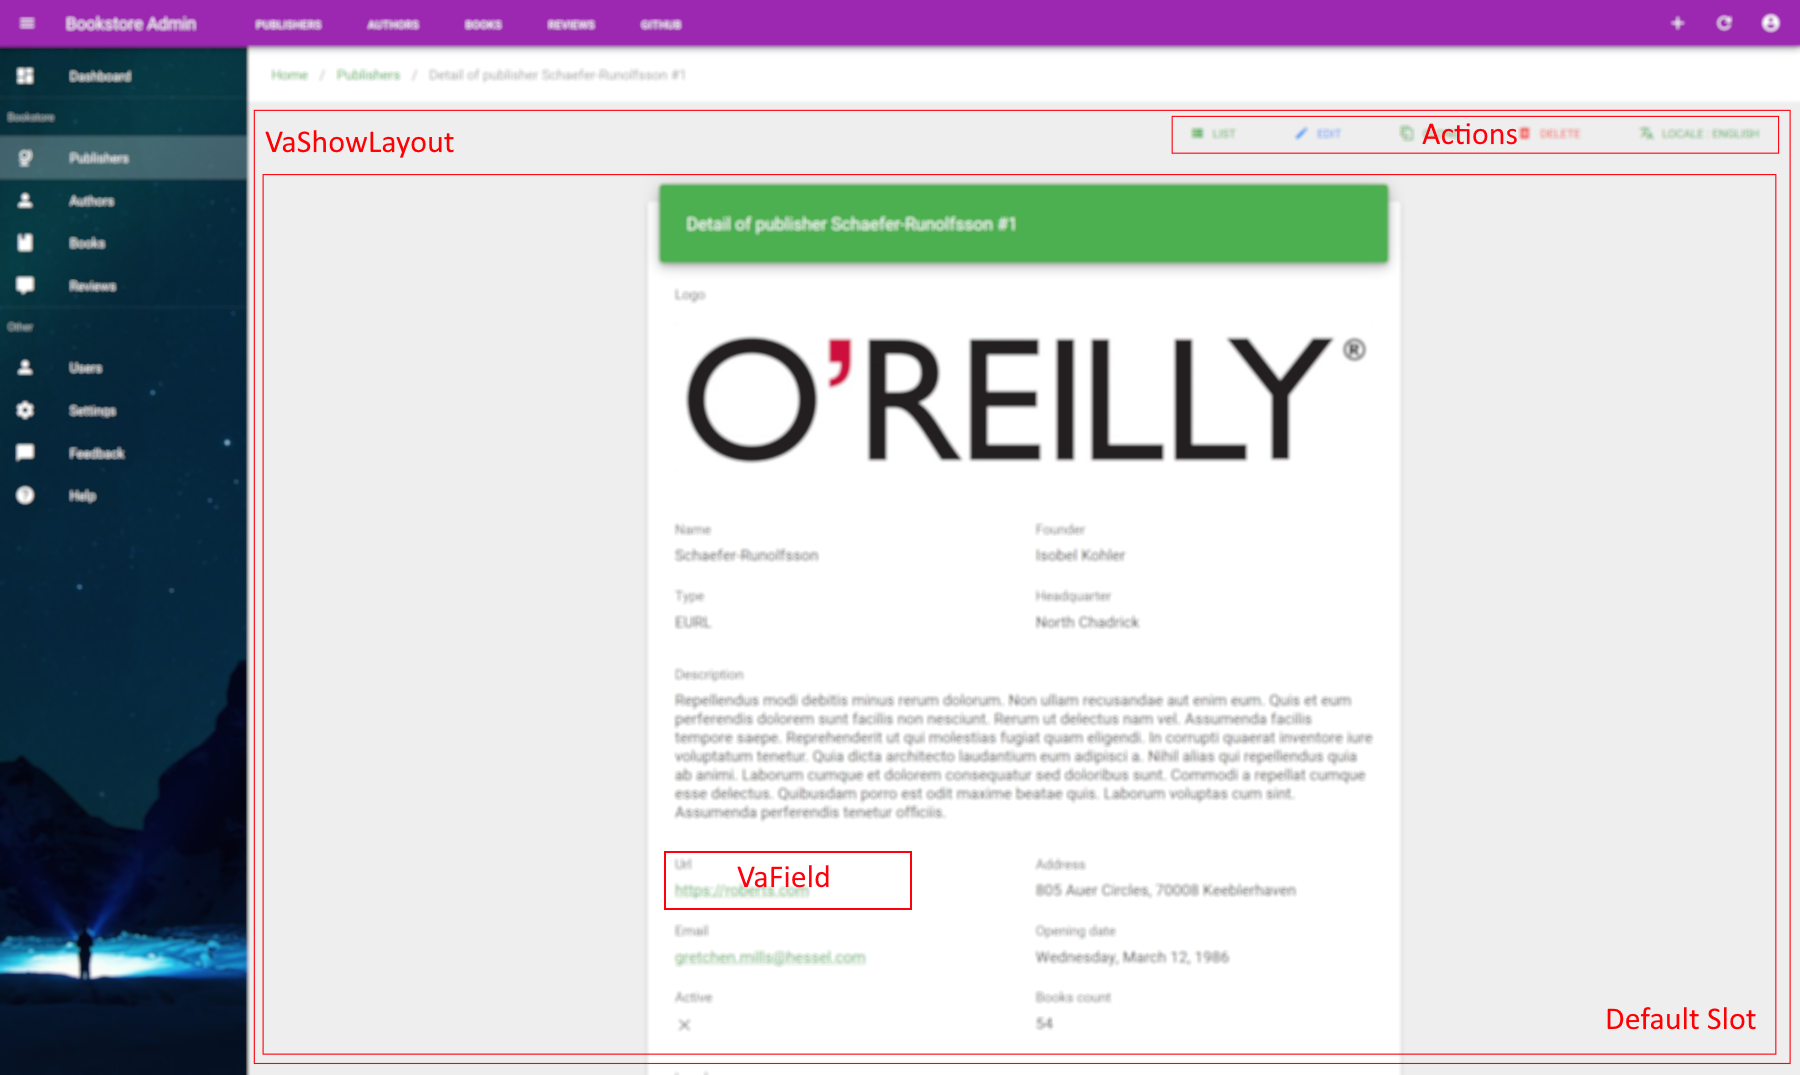 Bookstore Admin PUBLISHERS AUTHORS BOOKS REVIEWS GITHUB
Dashboard
Bookstore
Publishers
Authors
Books
Reviews
Other
Users
Settings
Feedback
Help
Home / Publishers / Detail of publisher Schaefer-Runolfsson #1
VaShowLayout
LIST EDIT Actions DELETE LOCALE : ENGLISH
Detail of publisher Schaefer-Runolfsson #1
Logo
O'REILLY®
Name Founder
Schaefer-Runolfsson Isobel Kohler
Type Headquarter
EURL North Chadrick
Description
Repellendus modi debitis minus rerum dolorum. Non ullam recusandae aut enim eum. Quis et eum
perferendis dolorem sunt facilis non nesciunt. Rerum ut delectus nam vel. Assumenda facilis
tempore saepe. Reprehenderit ut qui molestias fugiat quam eligendi. In corrupti quaerat inventore iure
voluptatum tenetur. Quia dicta architecto laudantium eum adipisci a. Nihil alias qui repellendus quia
ab animi. Laborum cumque et dolorem consequatur sed doloribus sunt. Commodi a repellat cumque
esse delectus. Quibusdam porro est odit maxime beatae quis. Laborum voluptas cum sint.
Assumenda perferendis tenetur officiis.
Url Address
VaField
https://roberts.com 805 Auer Circles, 70008 Keeblerhaven
Email Opening date
gretchen.mills@hessel.com Wednesday, March 12, 1986
Active Books count
54
Default Slot